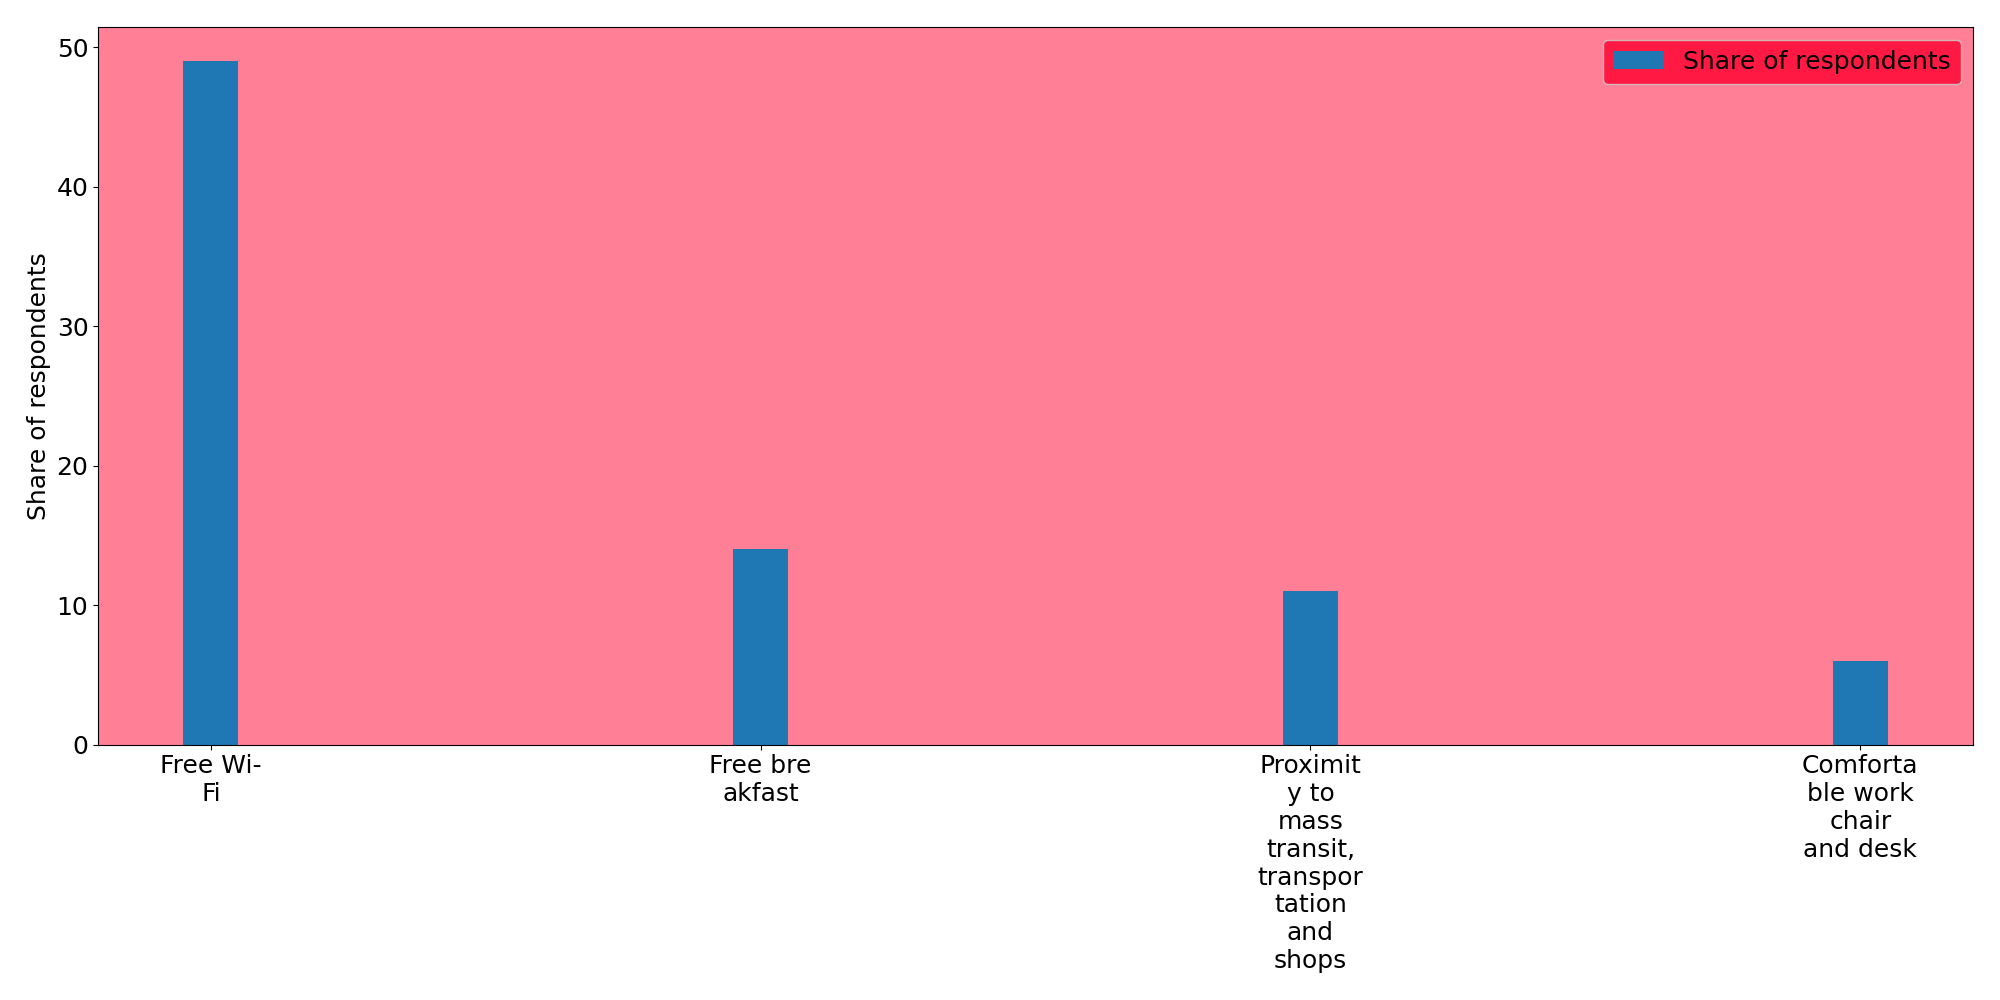 50
40
30
20
10
0
Share of respondents
Share of respondents
Free Wi-
Fi
Free bre
akfast
Proximit
y to
mass
transit,
transpor
tation
and
shops
Comforta
ble work
chair
and desk